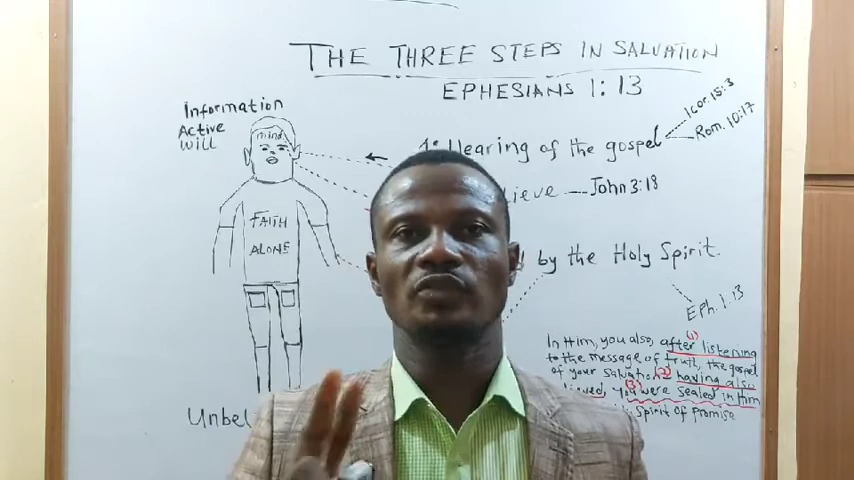 THE THREE STEPS IN SALVATION
EPHESIANS 1:13
Information
Active
Will
mind
FAITH
ALONE
Hearing of the gospel
1Cor.15:3
Rom.10:17
John 3:18
by the Holy Spirit.
Eph.1:13
(1)
In Him, you also, after listening
to the message of truth, the gospel
of your salvation (2) having also
you (3) were sealed in Him
Spirit of Promise